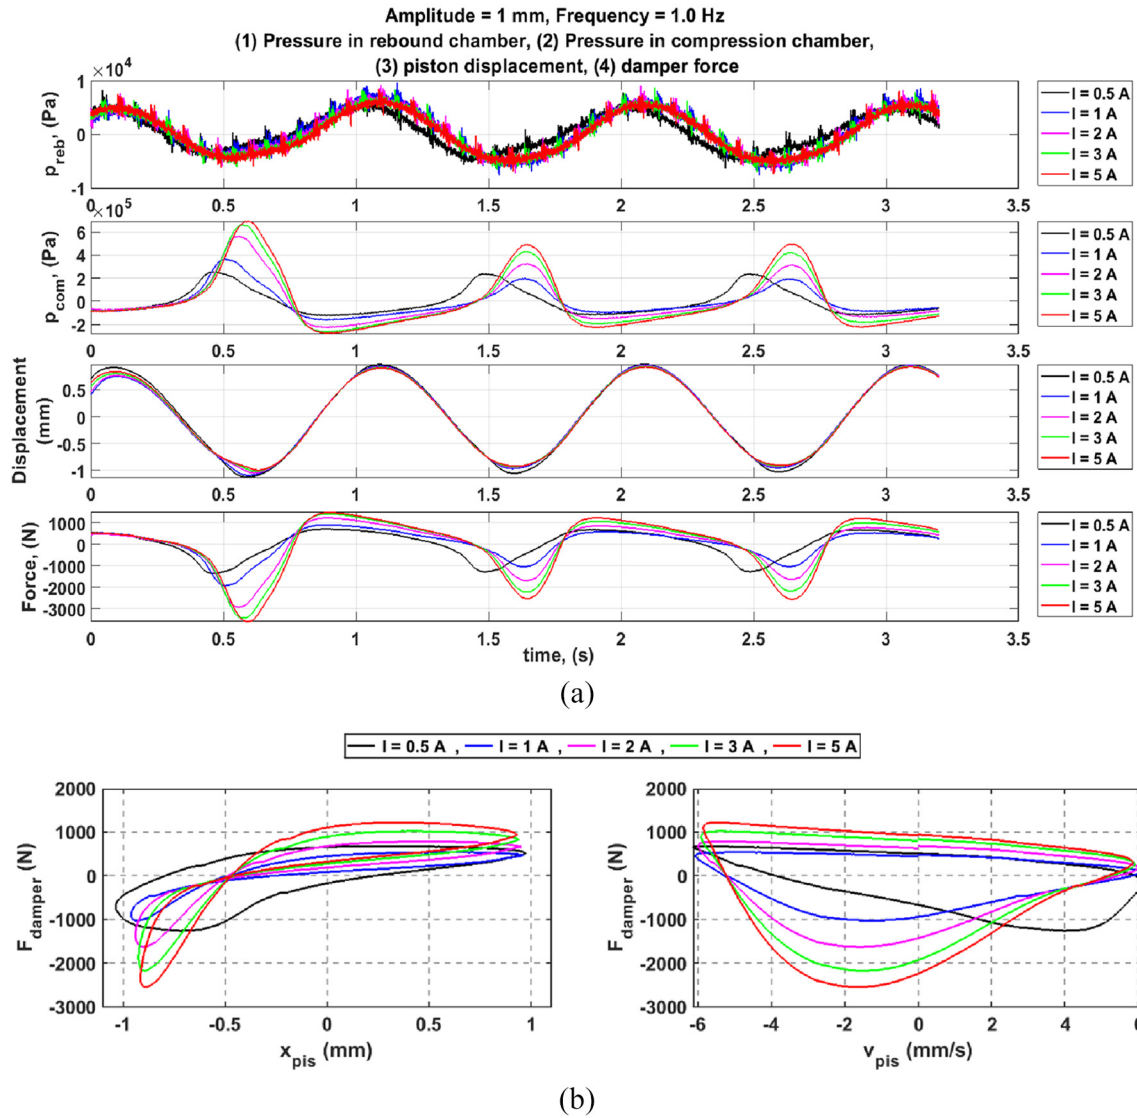 Amplitude = 1 mm, Frequency = 1.0 Hz
(1) Pressure in rebound chamber, (2) Pressure in compression chamber,
(3) piston displacement, (4) damper force
×10^4
p_reb, (Pa)
1
0
-1
0 0.5 1 1.5 2 2.5 3 3.5
I = 0.5 A
I = 1 A
I = 2 A
I = 3 A
I = 5 A
×10^5
p_com, (Pa)
6
4
2
0
-2
0 0.5 1 1.5 2 2.5 3 3.5
I = 0.5 A
I = 1 A
I = 2 A
I = 3 A
I = 5 A
Displacement
(mm)
0.5
0
-0.5
-1
0 0.5 1 1.5 2 2.5 3 3.5
I = 0.5 A
I = 1 A
I = 2 A
I = 3 A
I = 5 A
Force, (N)
1000
0
-1000
-2000
-3000
0 0.5 1 1.5 2 2.5 3 3.5
time, (s)
I = 0.5 A
I = 1 A
I = 2 A
I = 3 A
I = 5 A
(a)
I = 0.5 A , I = 1 A , I = 2 A , I = 3 A , I = 5 A
F_damper (N)
2000
1000
0
-1000
-2000
-3000
-1 -0.5 0 0.5 1
x_pis (mm)
F_damper (N)
2000
1000
0
-1000
-2000
-3000
-6 -4 -2 0 2 4 6
v_pis (mm/s)
(b)